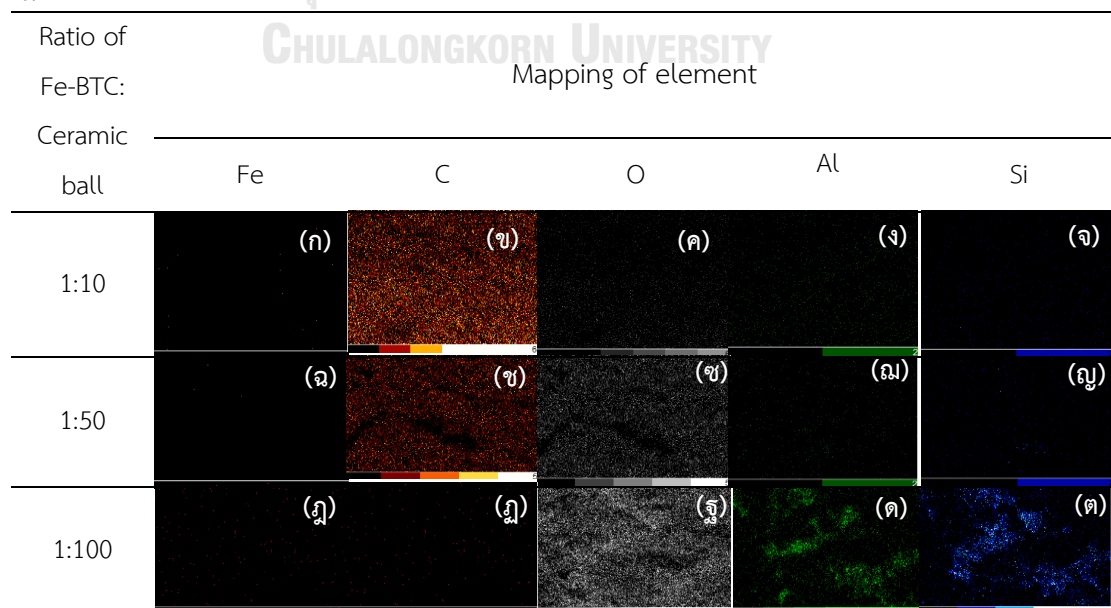 CHULALONGKORN UNIVERSITY
Ratio of
Fe-BTC:
Ceramic
ball
Mapping of element
Fe C O Al Si
1:10 (ก) (ข) (ค) (ง) (จ)
1:50 (ฉ) (ช) (ซ) (ฌ) (ญ)
1:100 (ฎ) (ฏ) (ฐ) (ด) (ต)